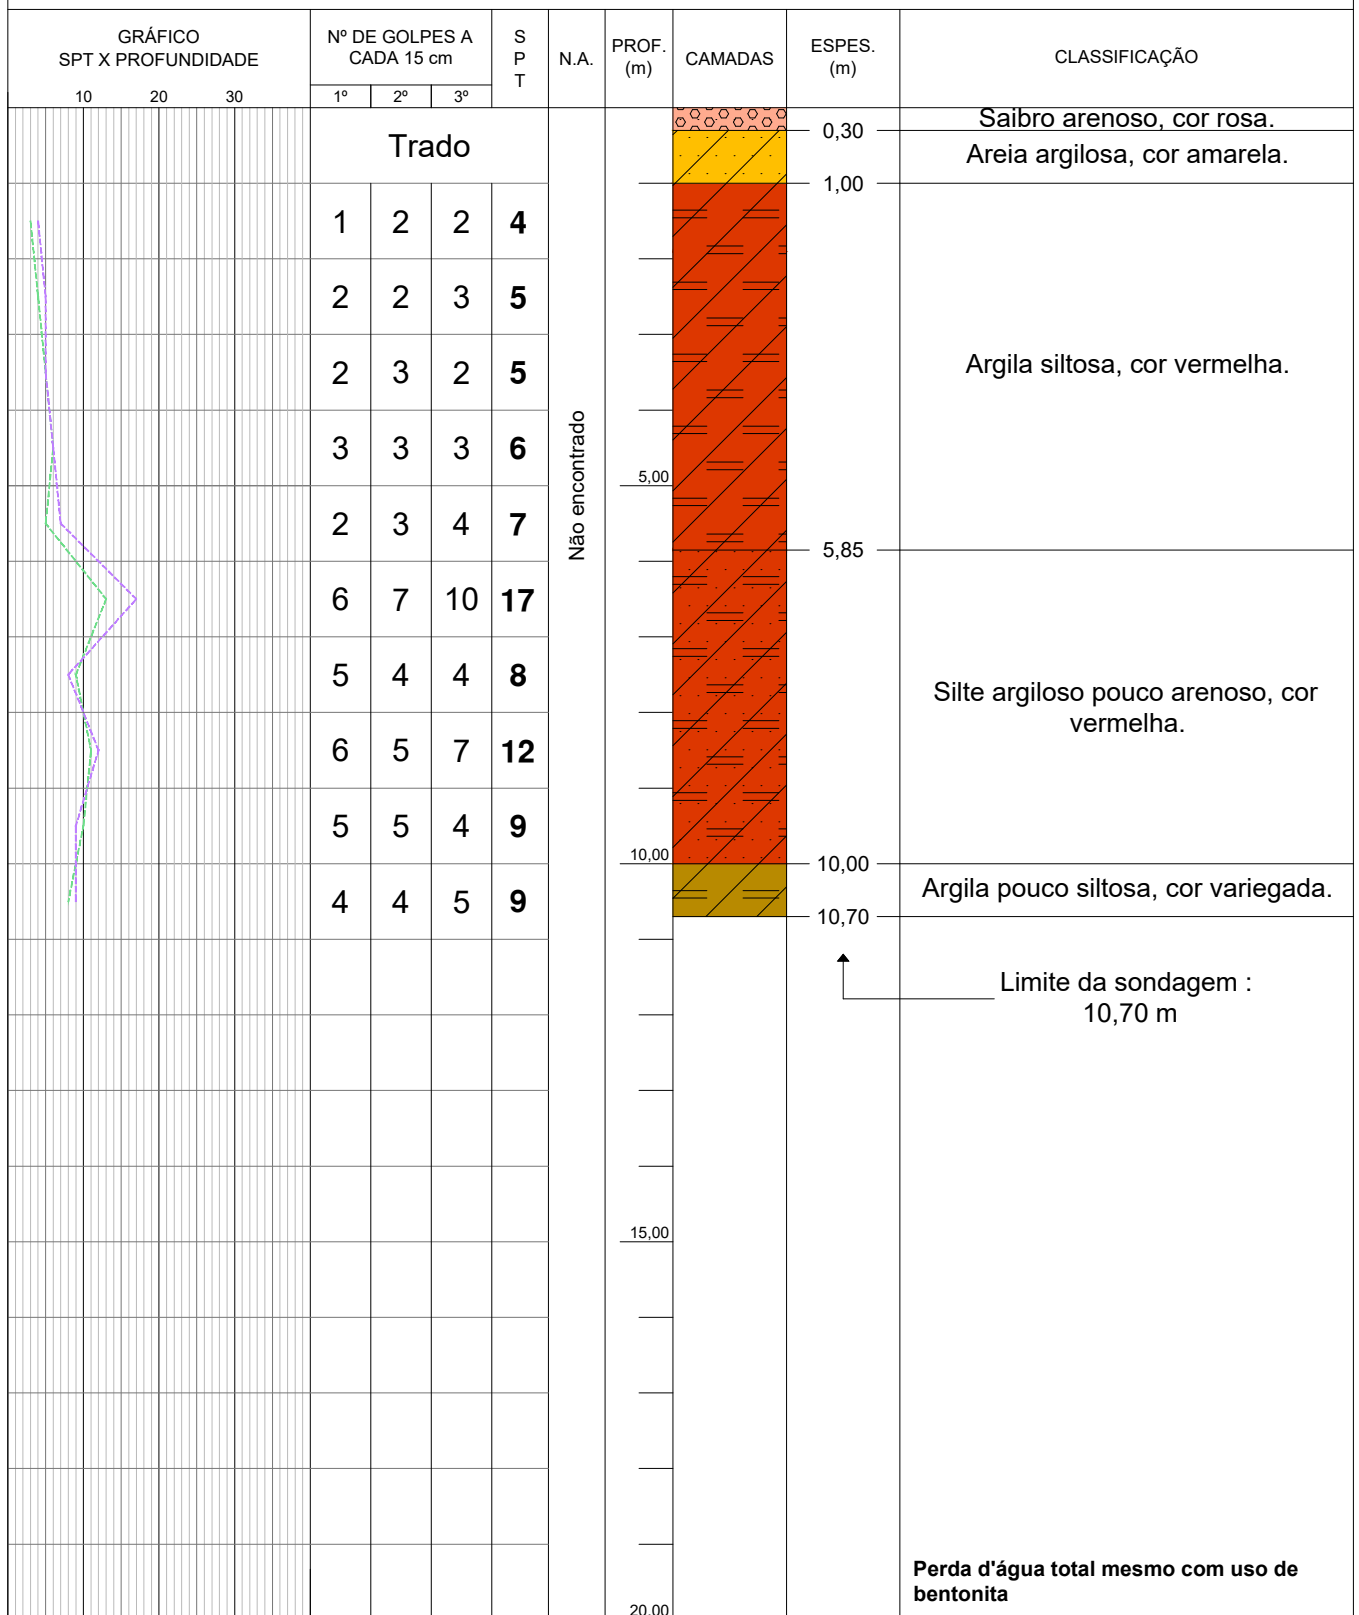 GRÁFICO
SPT X PROFUNDIDADE
10 20 30
Nº DE GOLPES A
CADA 15 cm
1º 2º 3º
S
P
T
N.A.
PROF.
(m)
CAMADAS
ESPES.
(m)
CLASSIFICAÇÃO
Saibro arenoso, cor rosa.
0,30
Trado
Areia argilosa, cor amarela.
1,00
1 2 2 4
2 2 3 5
2 3 2 5
Argila siltosa, cor vermelha.
3 3 3 6
Não encontrado
5,00
2 3 4 7
5,85
6 7 10 17
5 4 4 8
Silte argiloso pouco arenoso, cor
vermelha.
6 5 7 12
5 5 4 9
10,00
10,00
4 4 5 9
Argila pouco siltosa, cor variegada.
10,70
Limite da sondagem :
10,70 m
15,00
Perda d'água total mesmo com uso de
bentonita
20,00